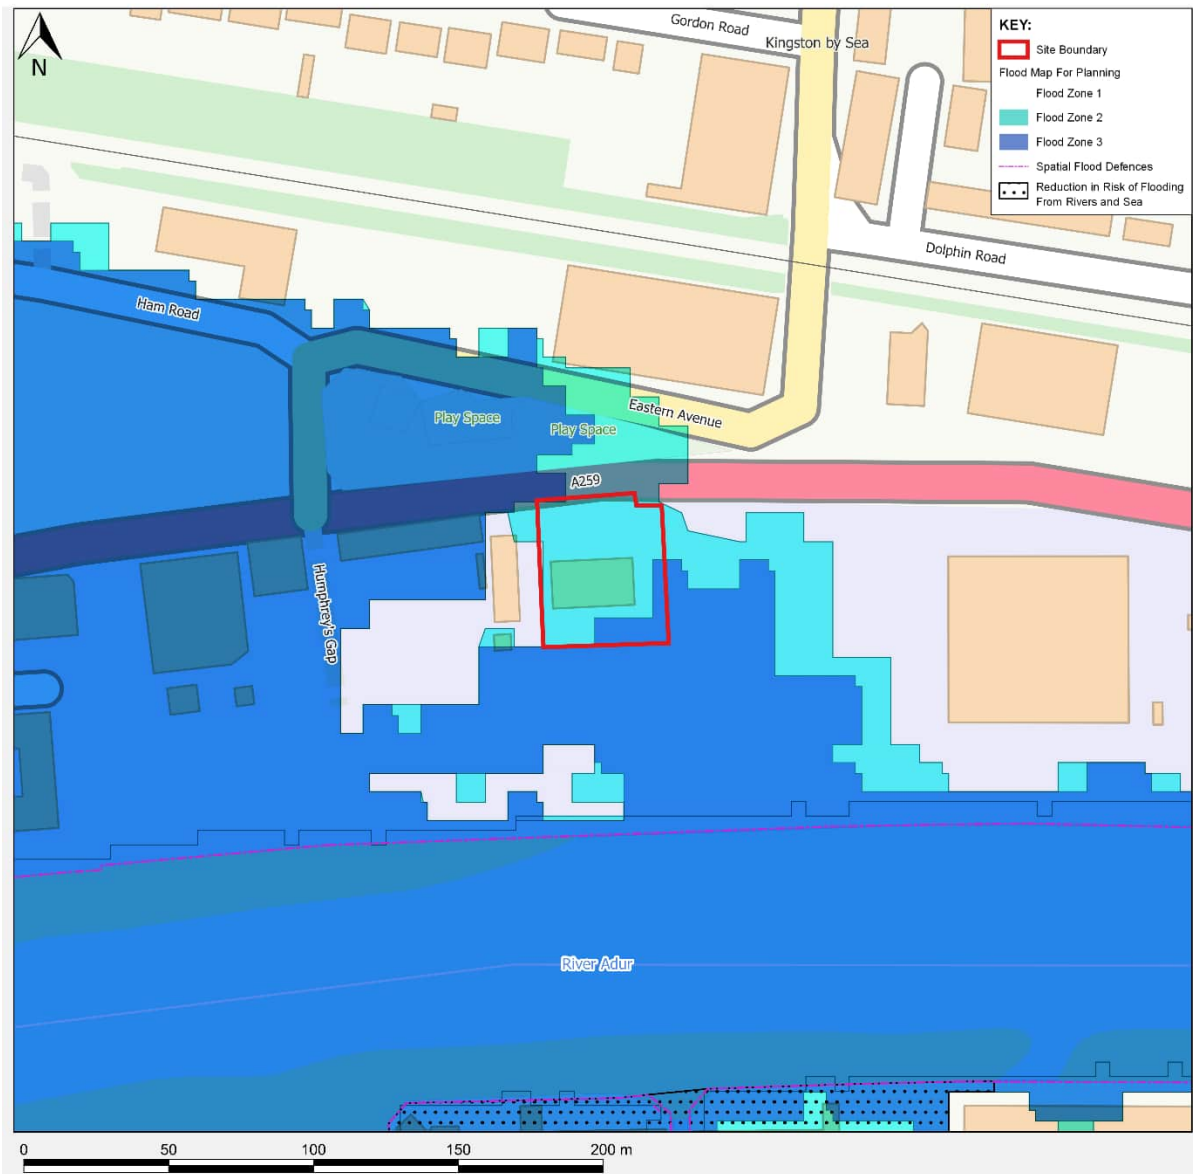 Gordon Road
Kingston by Sea
N
KEY:
Site Boundary
Flood Map For Planning
Flood Zone 1
Flood Zone 2
Flood Zone 3
Spatial Flood Defences
Reduction in Risk of Flooding
From Rivers and Sea
Dolphin Road
Ham Road
Play Space
Play Space
Eastern Avenue
A259
Humphrey's Gap
River Adur
0 50 100 150 200 m